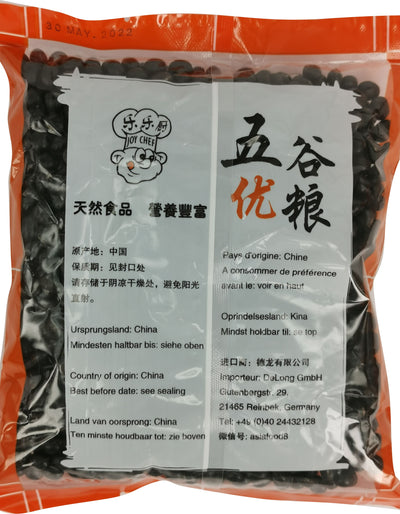 30 MAY. 2022
乐乐厨
JOY CHEF
天然食品 營養豐富
原产地: 中国
保质期: 见封口处
请存储于阴凉干燥处, 避免阳光
直射。
Ursprungsland: China
Mindesten haltbar bis: siehe oben
Country of origin: China
Best before date: see sealing
Land van oorsprong: China
Ten minste houdbaar tot: zie boven
五谷
优粮
Pays d'origine: Chine
A consommer de préférence
avant le: voir en haut
Oprindelsesland: Kina
Mindst holdbar til: se top
进口商: 德龙有限公司
Importeur: DeLong GmbH
Gutenbergstr. 29,
21465 Reinbek, Germany
Tel: +49 (0)40 24432128
微信号: asiafood8